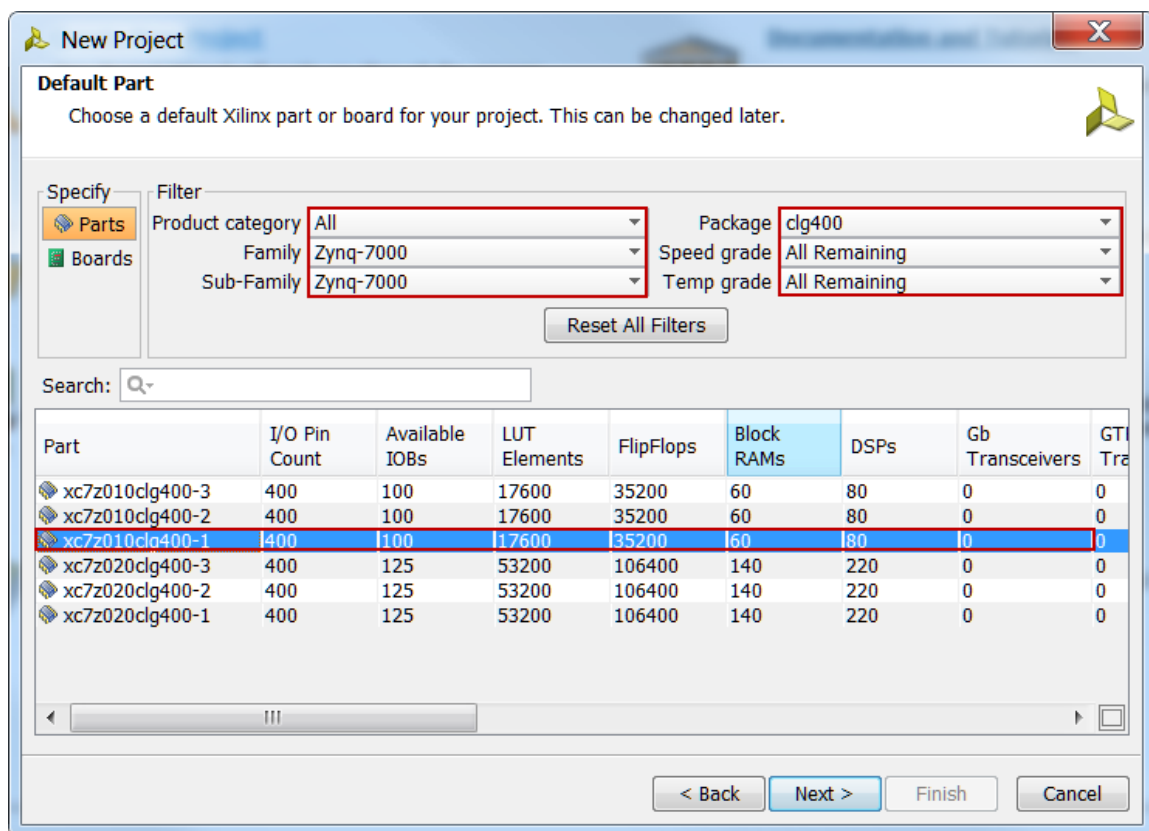 New Project
Default Part
Choose a default Xilinx part or board for your project. This can be changed later.
Specify
Parts
Boards
Filter
Product category All
Family Zynq-7000
Sub-Family Zynq-7000
Package clg400
Speed grade All Remaining
Temp grade All Remaining
Reset All Filters
Search:
Part I/O Pin Count Available IOBs LUT Elements FlipFlops Block RAMs DSPs Gb Transceivers
xc7z010clg400-3 400 100 17600 35200 60 80 0 0
xc7z010clg400-2 400 100 17600 35200 60 80 0 0
xc7z010clg400-1 400 100 17600 35200 60 80 0 0
xc7z020clg400-3 400 125 53200 106400 140 220 0 0
xc7z020clg400-2 400 125 53200 106400 140 220 0 0
xc7z020clg400-1 400 125 53200 106400 140 220 0 0
< Back
Next >
Finish
Cancel